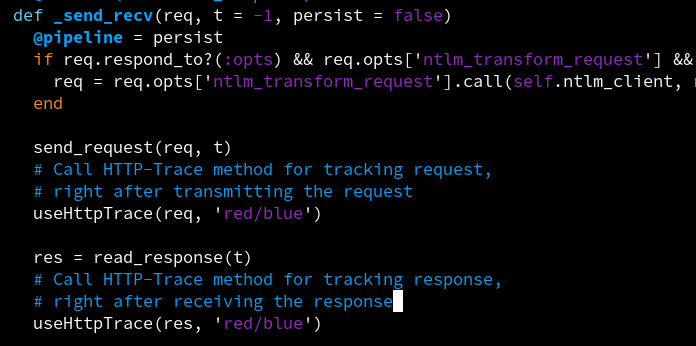 def _send_recv(req, t = -1, persist = false)
@pipeline = persist
if req.respond_to?(:opts) && req.opts['ntlm_transform_request'] &&
req = req.opts['ntlm_transform_request'].call(self.ntlm_client,
end
send_request(req, t)
# Call HTTP-Trace method for tracking request,
# right after transmitting the request
useHttpTrace(req, 'red/blue')
res = read_response(t)
# Call HTTP-Trace method for tracking response,
# right after receiving the response
useHttpTrace(res, 'red/blue')